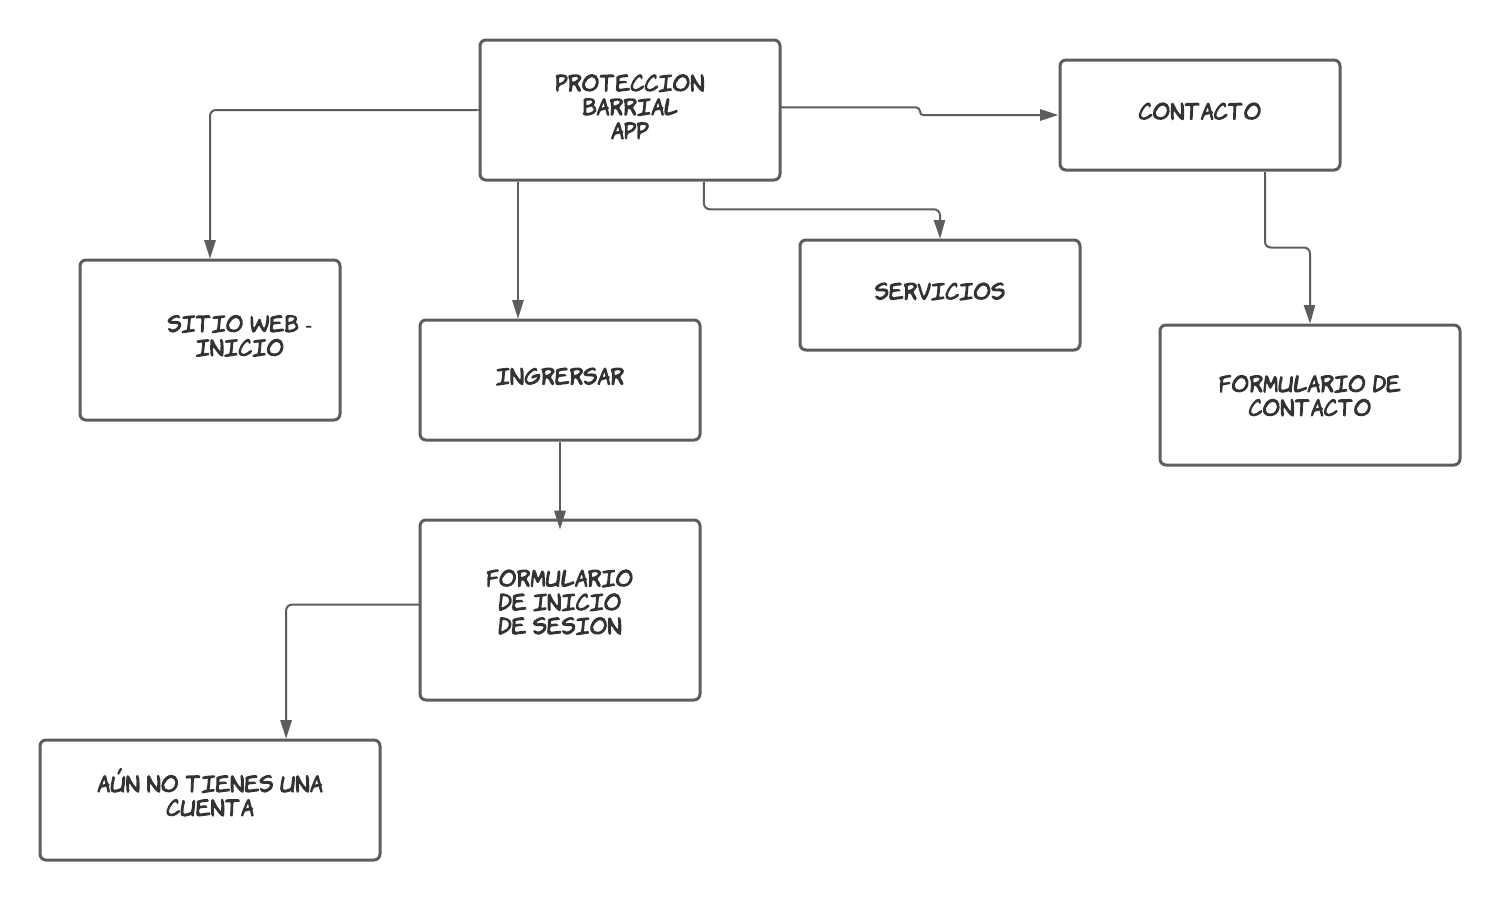 PROTECCION
BARRIAL
APP
CONTACTO
SERVICIOS
SITIO WEB -
INICIO
INGRERSAR
FORMULARIO DE
CONTACTO
FORMULARIO
DE INICIO
DE SESION
AÚN NO TIENES UNA
CUENTA